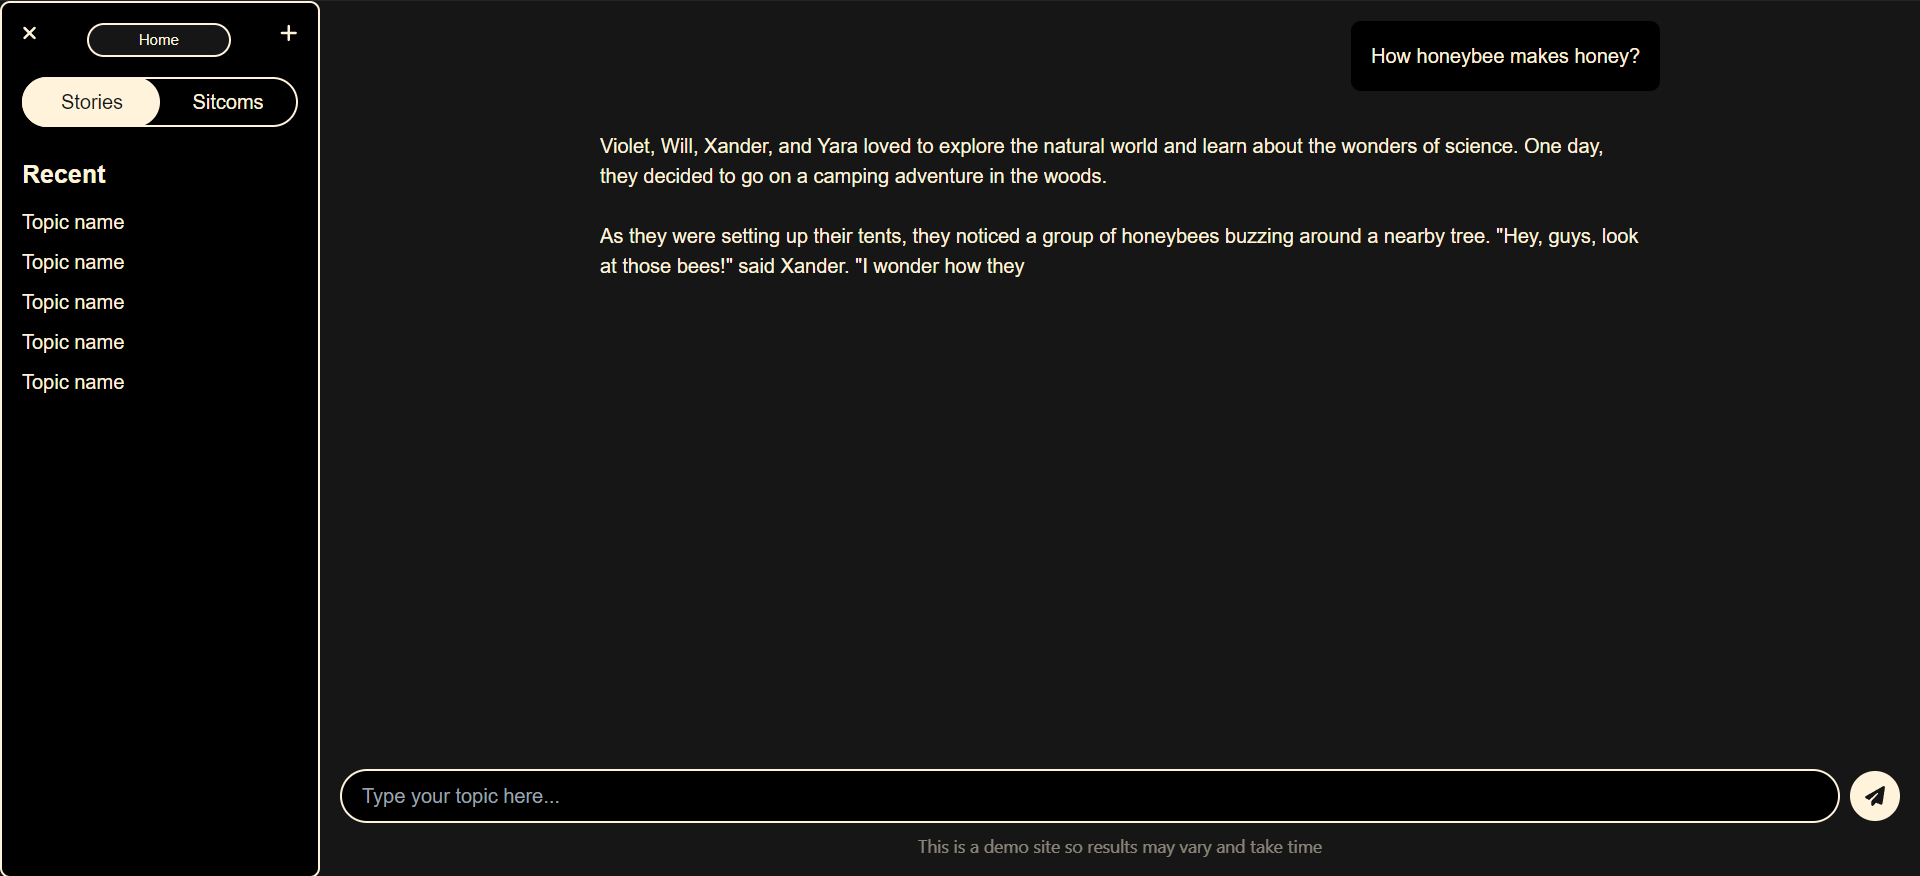 Home
Stories
Sitcoms
Recent
Topic name
Topic name
Topic name
Topic name
Topic name
How honeybee makes honey?
Violet, Will, Xander, and Yara loved to explore the natural world and learn about the wonders of science. One day,
they decided to go on a camping adventure in the woods.
As they were setting up their tents, they noticed a group of honeybees buzzing around a nearby tree. "Hey, guys, look
at those bees!" said Xander. "I wonder how they
Type your topic here...
This is a demo site so results may vary and take time